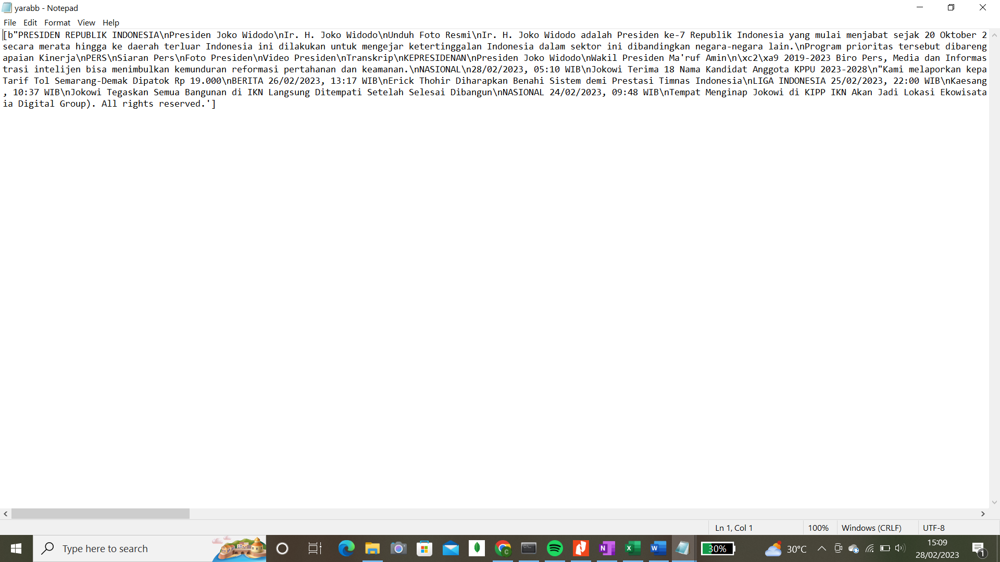 yarabb - Notepad
File Edit Format View Help
[b"PRESIDEN REPUBLIK INDONESIA\nPresiden Joko Widodo\nIr. H. Joko Widodo\nUnduh Foto Resmi\nIr. H. Joko Widodo adalah Presiden ke-7 Republik Indonesia yang mulai menjabat sejak 20 Oktober 2
secara merata hingga ke daerah terluar Indonesia ini dilakukan untuk mengejar ketertinggalan Indonesia dalam sektor ini dibandingkan negara-negara lain.\nProgram prioritas tersebut dibareng
apaian Kinerja\nPERS\nSiaran Pers\nFoto Presiden\nVideo Presiden\nTranskrip\nKEPRESIDENAN\nPresiden Joko Widodo\nWakil Presiden Ma'ruf Amin\n\xc2\xa9 2019-2023 Biro Pers, Media dan Informas
trasi intelijen bisa menimbulkan kemunduran reformasi pertahanan dan keamanan.\nNASIONAL\n28/02/2023, 05:10 WIB\nJokowi Terima 18 Nama Kandidat Anggota KPPU 2023-2028\n"Kami melaporkan kepa
Tarif Tol Semarang-Demak Dipatok Rp 19.000\nBERITA 26/02/2023, 13:17 WIB\nErick Thohir Diharapkan Benahi Sistem demi Prestasi Timnas Indonesia\nLIGA INDONESIA 25/02/2023, 22:00 WIB\nKaesang
, 10:37 WIB\nJokowi Tegaskan Semua Bangunan di IKN Langsung Ditempati Setelah Selesai Dibangun\nNASIONAL 24/02/2023, 09:48 WIB\nTempat Menginap Jokowi di KIPP IKN Akan Jadi Lokasi Ekowisata
ia Digital Group). All rights reserved.']
Ln 1, Col 1 100% Windows (CRLF) UTF-8
Type here to search 30% 30°C 15:09
28/02/2023 1